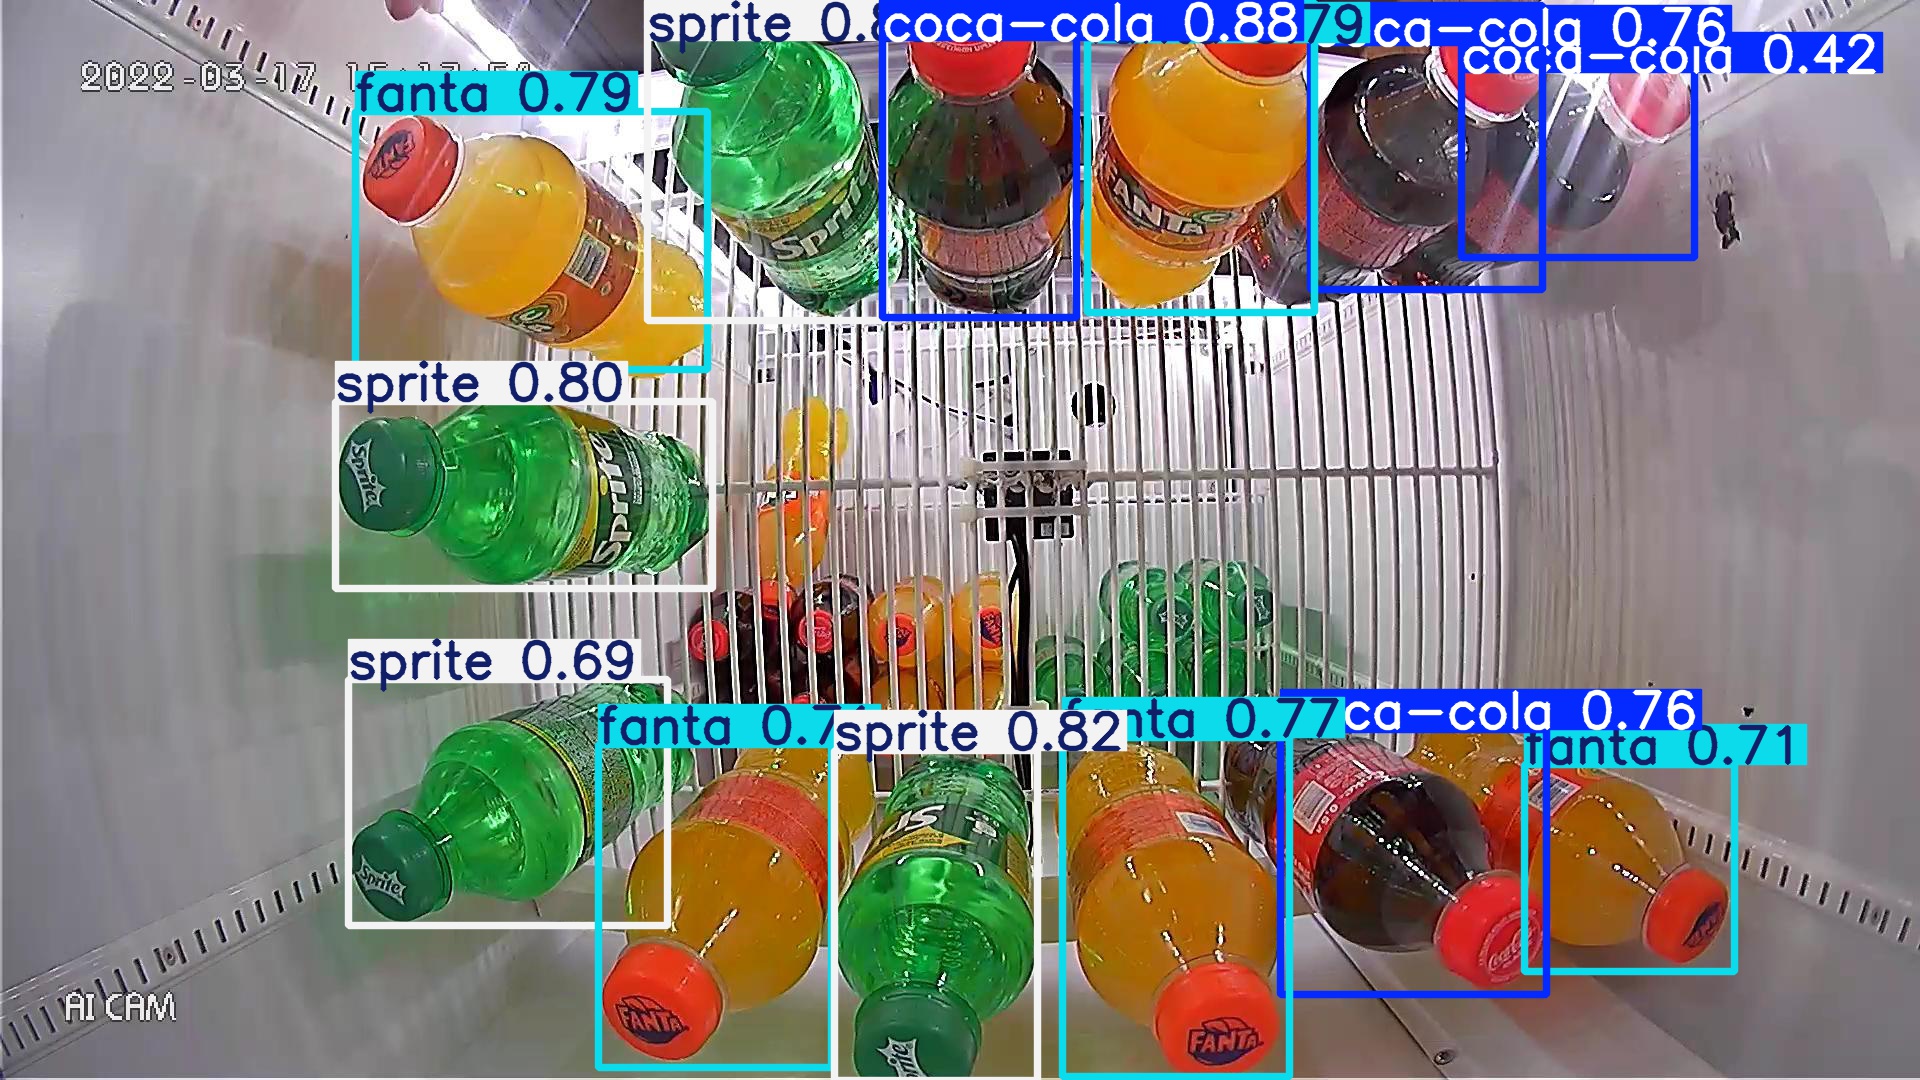 sprite 0.8
coca-cola 0.88
79
ca-cola 0.76
coca-cola 0.42
2022-03-17
fanta 0.79
Sprite
FANTA
sprite 0.80
Sprite
Sprite
sprite 0.69
fanta 0.7
sprite 0.82
nta 0.77
ca-cola 0.76
fanta 0.71
Sprite
FANTA
FANTA
AI CAM